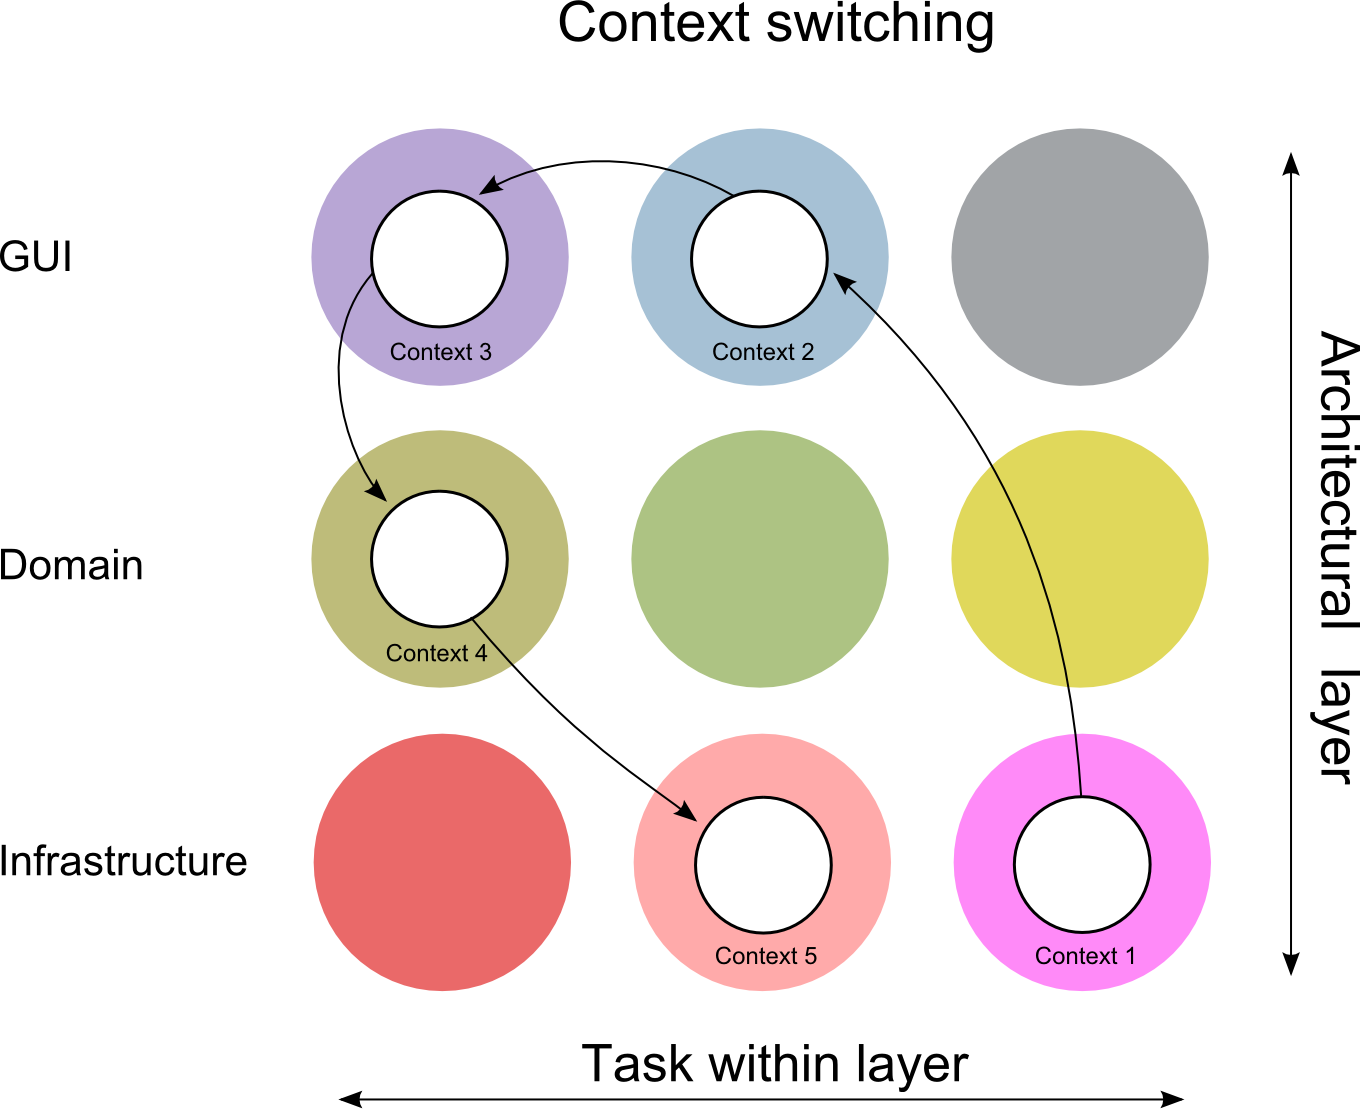 Context switching
GUI
Context 3
Context 2
Domain
Context 4
Infrastructure
Context 5
Context 1
Architectural layer
Task within layer